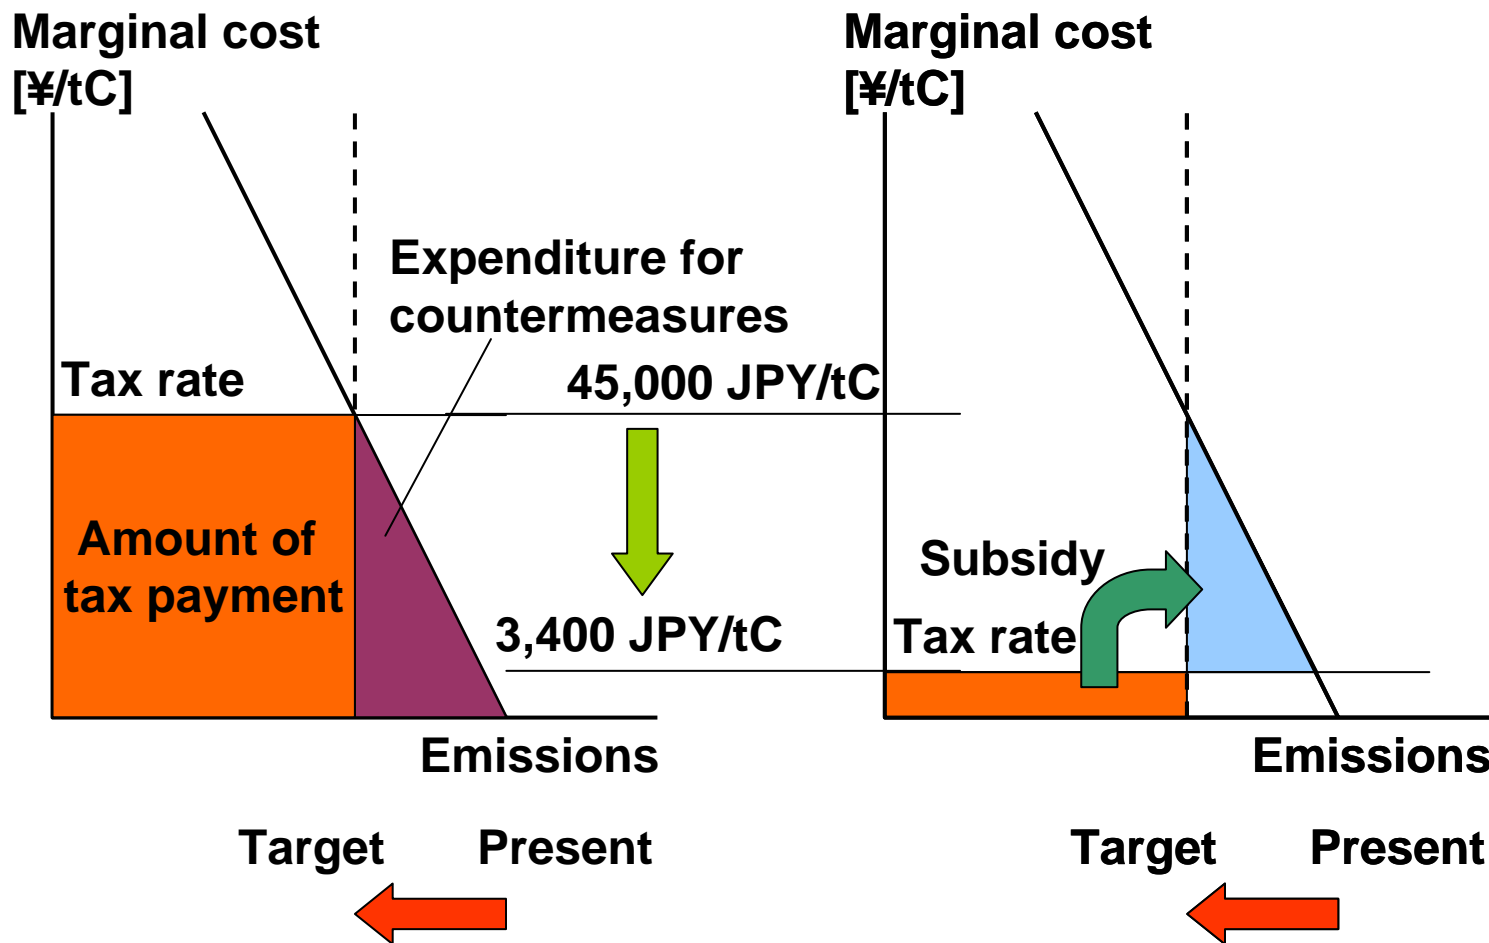 Marginal cost
[¥/tC]
Expenditure for
countermeasures
Tax rate
45,000 JPY/tC
Amount of
tax payment
3,400 JPY/tC
Emissions
Target
Present
Marginal cost
[¥/tC]
Subsidy
Tax rate
Emissions
Target
Present